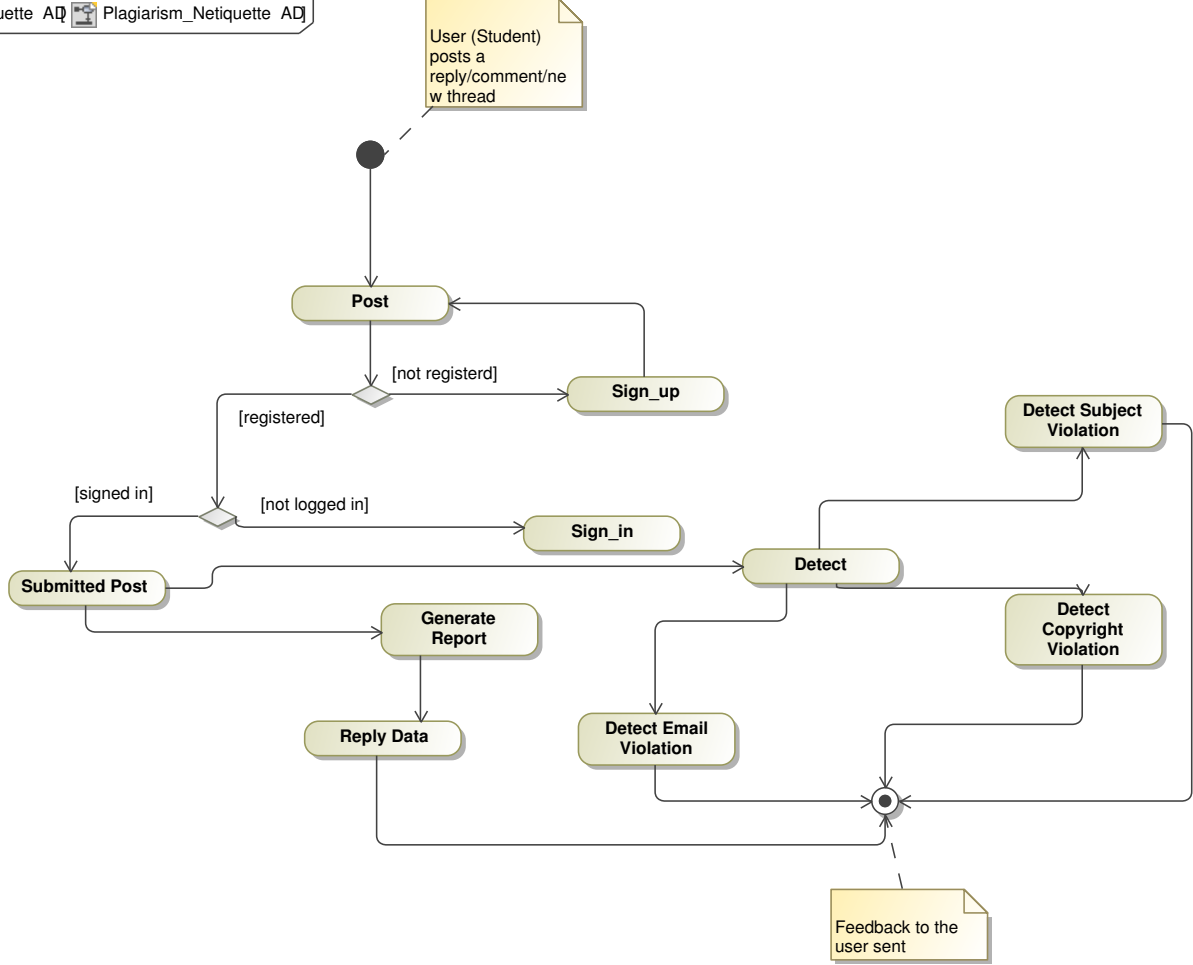 uette AD] Plagiarism_Netiquette AD]
User (Student)
posts a
reply/comment/ne
w thread
Post
[not registerd]
Sign_up
[registered]
Detect Subject
Violation
[signed in]
[not logged in]
Sign_in
Detect
Submitted Post
Generate
Report
Detect
Copyright
Violation
Reply Data
Detect Email
Violation
Feedback to the
user sent